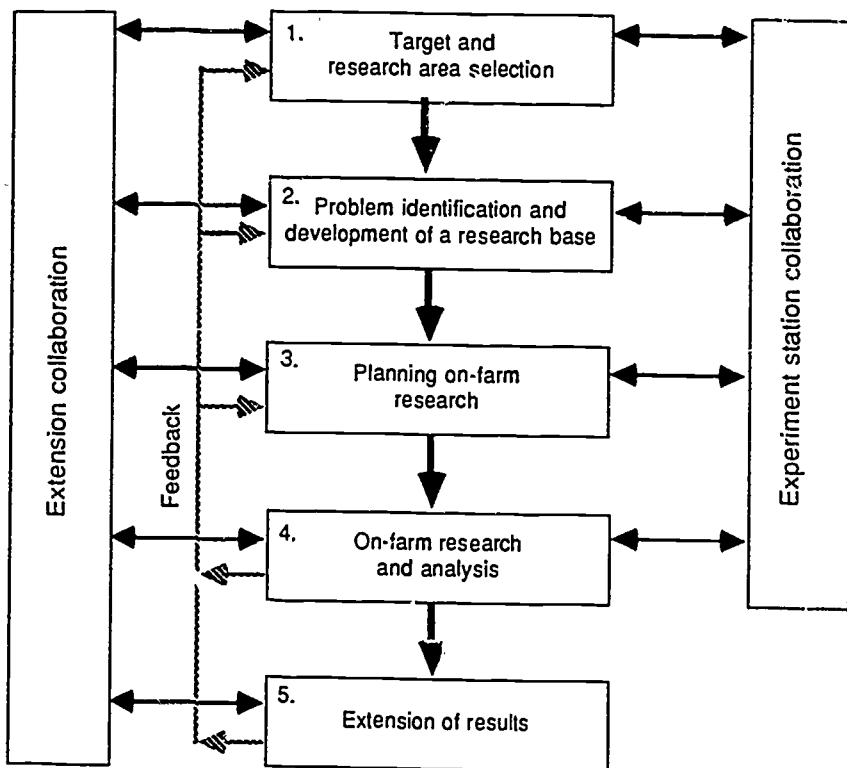 1.
Target and
research area selection
2.
Problem identification and
development of a research base
3.
Planning on-farm
research
4.
On-farm research
and analysis
5.
Extension of results
Extension collaboration
Feedback
Experiment station collaboration